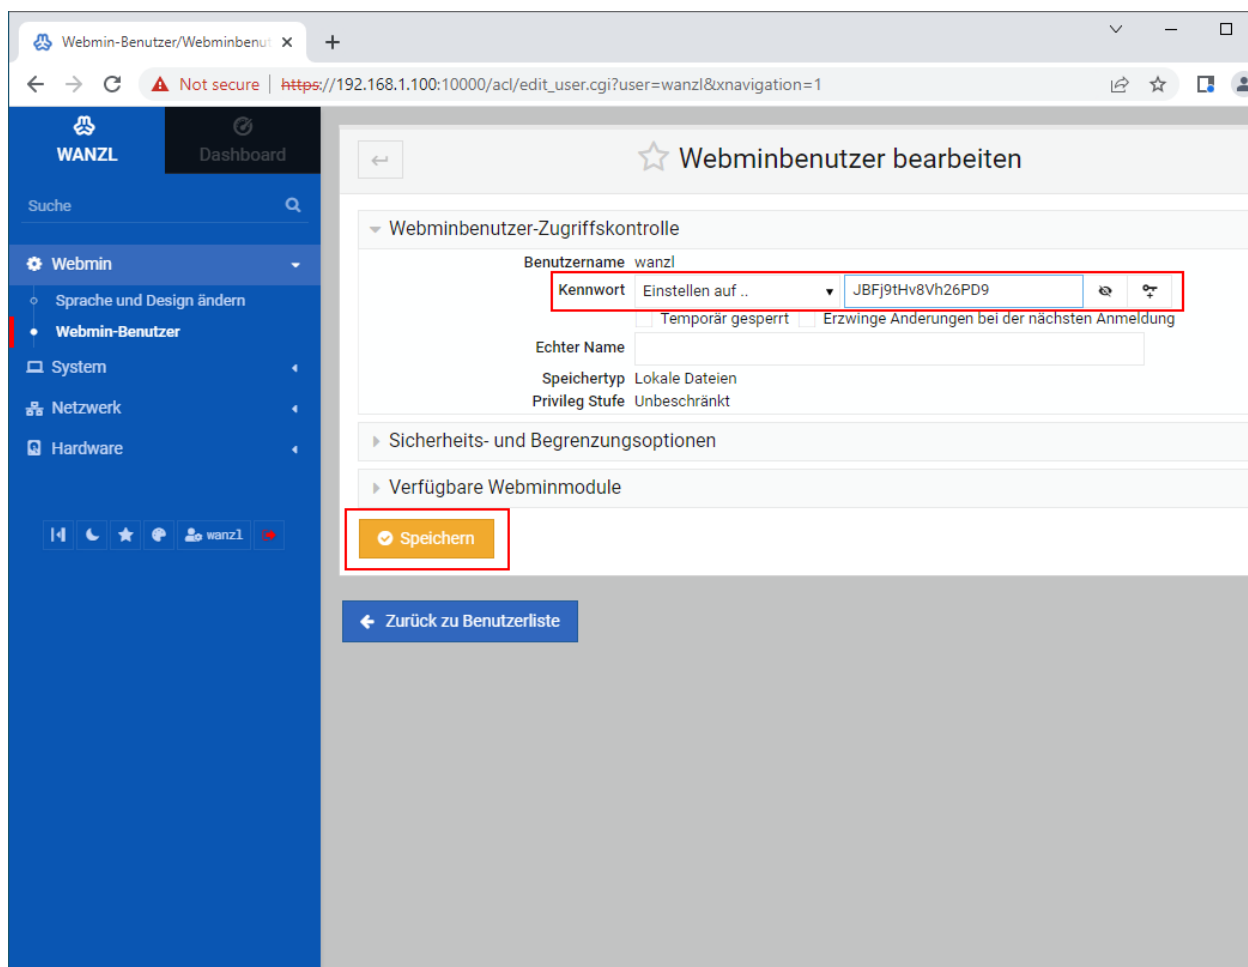 Webmin-Benutzer/Webminbenut
Not secure | https://192.168.1.100:10000/acl/edit_user.cgi?user=wanzl&xnavigation=1
WANZL
Dashboard
Suche
Webmin
Sprache und Design ändern
Webmin-Benutzer
System
Netzwerk
Hardware
wanzl
Webminbenutzer bearbeiten
Webminbenutzer-Zugriffskontrolle
Benutzername wanzl
Kennwort Einstellen auf .. JBFj9tHv8Vh26PD9
Temporär gesperrt Erzwinge Änderungen bei der nächsten Anmeldung
Echter Name
Speichertyp Lokale Dateien
Privileg Stufe Unbeschränkt
Sicherheits- und Begrenzungsoptionen
Verfügbare Webminmodule
Speichern
Zurück zu Benutzerliste